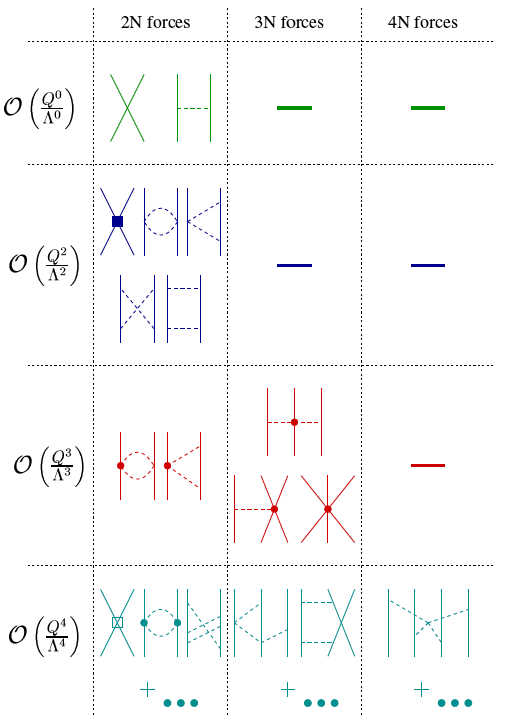 2N forces 3N forces 4N forces
𝒪 (Q⁰/Λ⁰)
𝒪 (Q²/Λ²)
𝒪 (Q³/Λ³)
𝒪 (Q⁴/Λ⁴)
+ ••• + ••• + •••